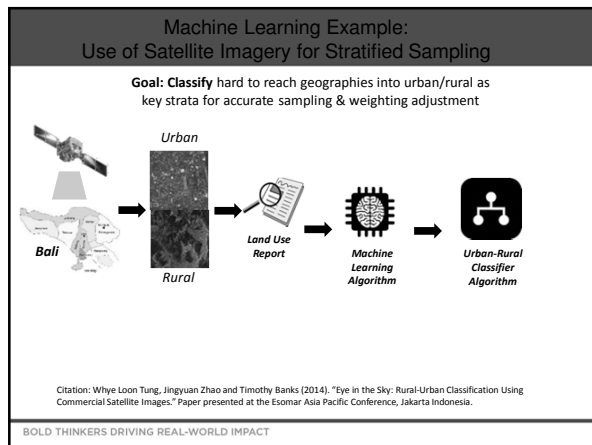 Machine Learning Example:
Use of Satellite Imagery for Stratified Sampling
Goal: Classify hard to reach geographies into urban/rural as
key strata for accurate sampling & weighting adjustment
Urban
Bali
Rural
Land Use
Report
Machine
Learning
Algorithm
Urban-Rural
Classifier
Algorithm
Citation: Whye Loon Tung, Jingyuan Zhao and Timothy Banks (2014). “Eye in the Sky: Rural-Urban Classification Using
Commercial Satellite Images.” Paper presented at the Esomar Asia Pacific Conference, Jakarta Indonesia.
BOLD THINKERS DRIVING REAL-WORLD IMPACT